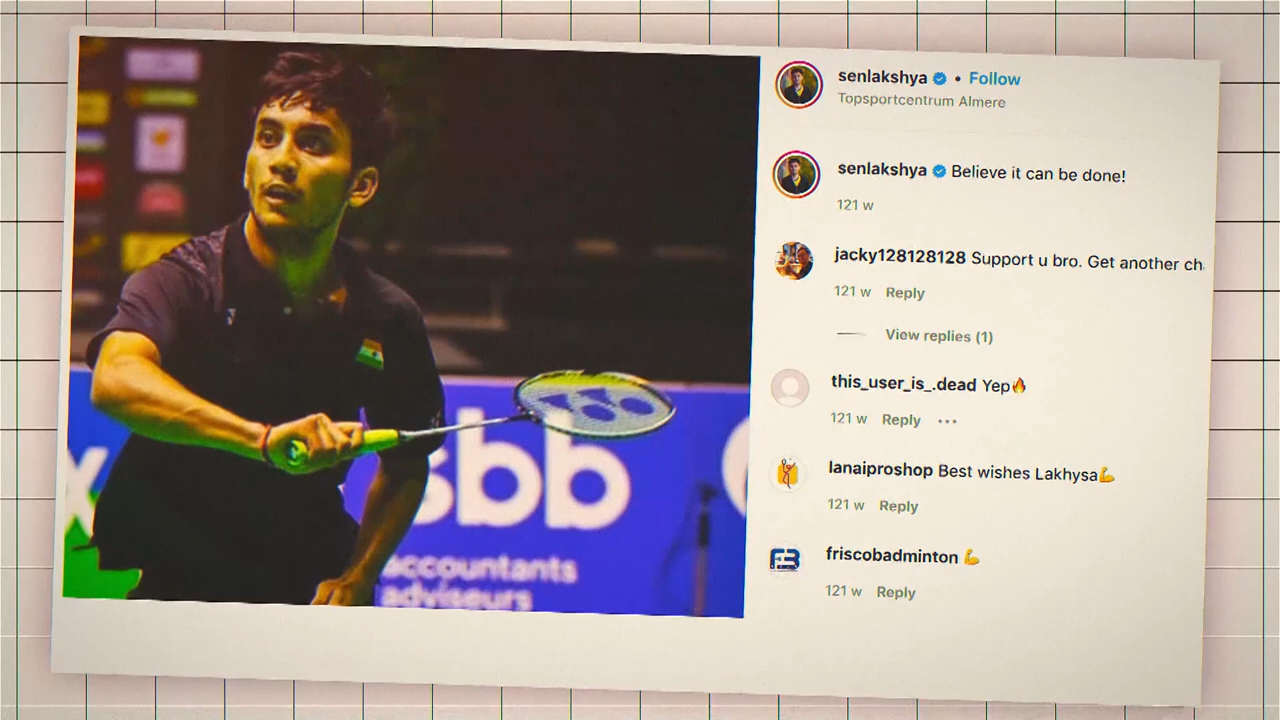 senlakshya • Follow
Topsportcentrum Almere
senlakshya Believe it can be done!
121 w
jacky128128128 Support u bro. Get another ch
121 w Reply
View replies (1)
this_user_is_.dead Yep🔥
121 w Reply •••
lanaiproshop Best wishes Lakhysa💪
121 w Reply
friscobadminton 💪
121 w Reply
sbb
accountants
adviseurs